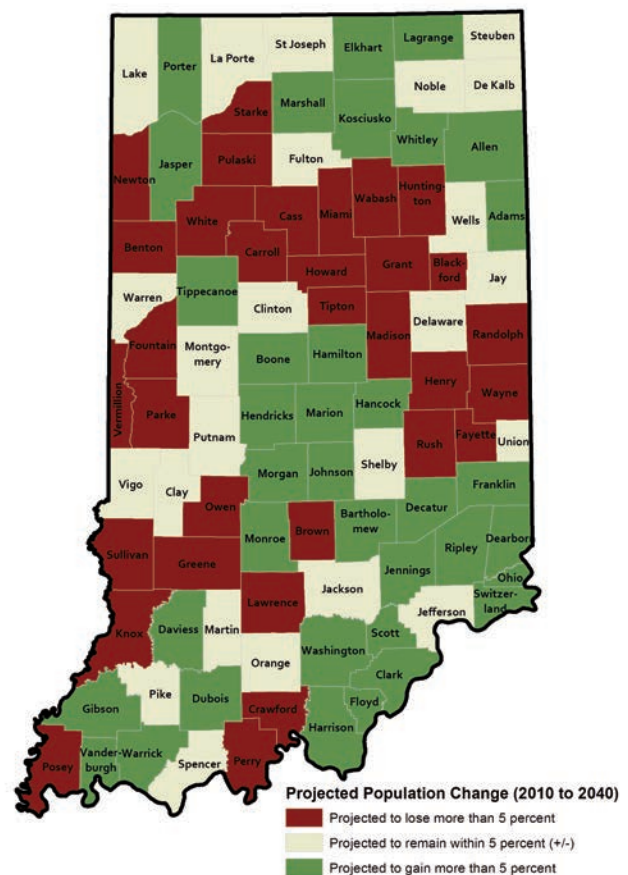 St Joseph
Elkhart
Lagrange
Steuben
Lake
Porter
La Porte
Noble
De Kalb
Starke
Marshall
Kosciusko
Whitley
Allen
Newton
Jasper
Pulaski
Fulton
White
Cass
Miami
Wabash
Hunting-
ton
Wells
Adams
Benton
Carroll
Howard
Grant
Black-
ford
Jay
Warren
Tippecanoe
Clinton
Tipton
Madison
Delaware
Randolph
Fountain
Montgo-
mery
Boone
Hamilton
Henry
Wayne
Vermillion
Parke
Putnam
Hendricks
Marion
Hancock
Rush
Fayette
Union
Vigo
Clay
Owen
Morgan
Johnson
Shelby
Franklin
Sullivan
Greene
Monroe
Brown
Bartholo-
mew
Decatur
Ripley
Dearborn
Jennings
Ohio
Switzer-
land
Knox
Daviess
Martin
Lawrence
Jackson
Jefferson
Scott
Orange
Washington
Clark
Gibson
Pike
Dubois
Crawford
Floyd
Harrison
Posey
Vander-
burgh
Warrick
Spencer
Perry
Projected Population Change (2010 to 2040)
Projected to lose more than 5 percent
Projected to remain within 5 percent (+/-)
Projected to gain more than 5 percent